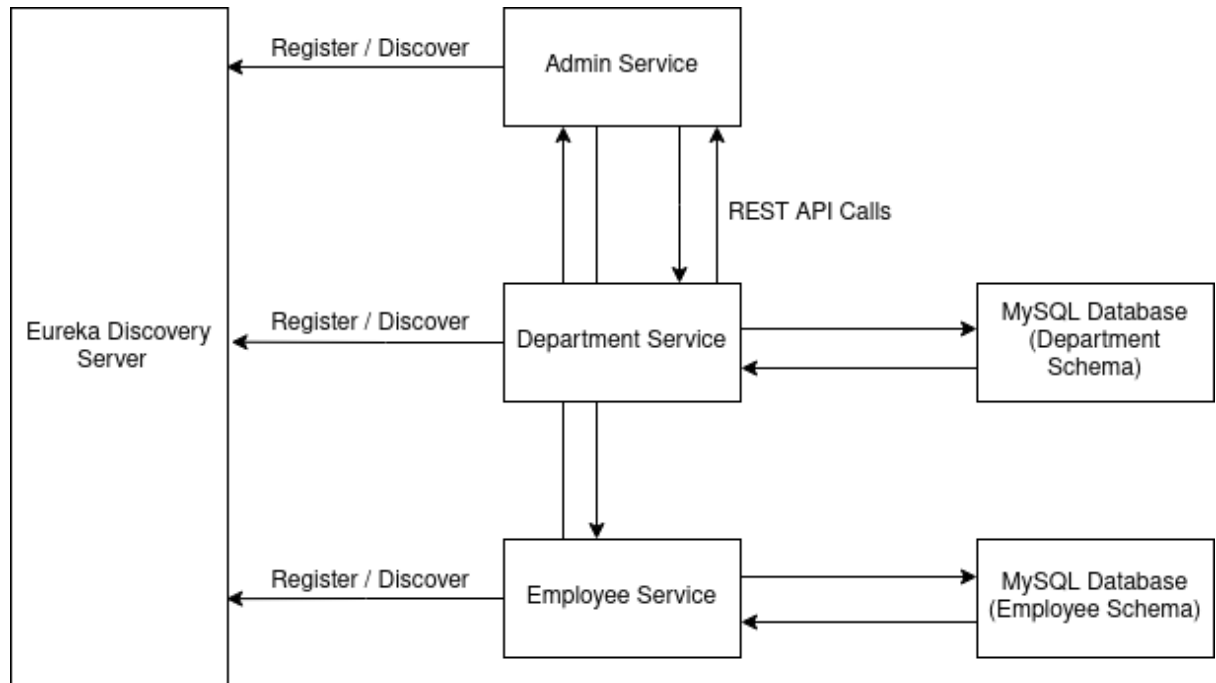 Register / Discover
Admin Service
REST API Calls
Eureka Discovery
Server
Register / Discover
Department Service
MySQL Database
(Department
Schema)
Register / Discover
Employee Service
MySQL Database
(Employee Schema)